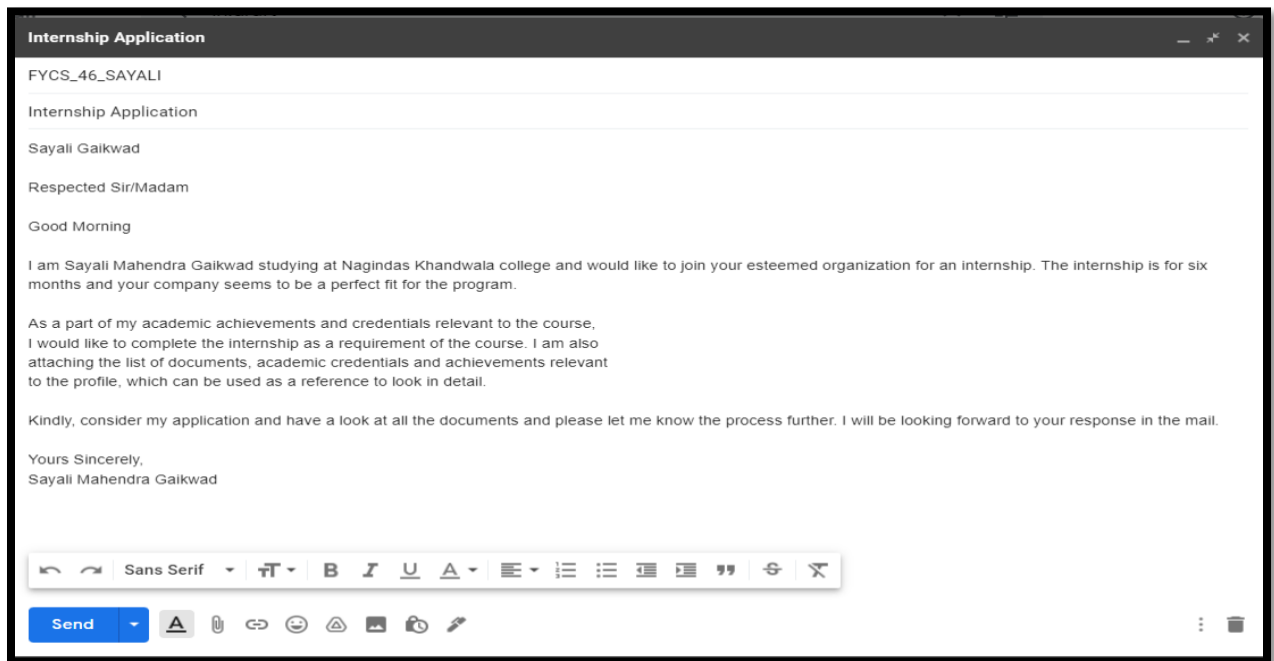 Internship Application
FYCS_46_SAYALI
Internship Application
Sayali Gaikwad
Respected Sir/Madam
Good Morning
I am Sayali Mahendra Gaikwad studying at Nagindas Khandwala college and would like to join your esteemed organization for an internship. The internship is for six
months and your company seems to be a perfect fit for the program.
As a part of my academic achievements and credentials relevant to the course,
I would like to complete the internship as a requirement of the course. I am also
attaching the list of documents, academic credentials and achievements relevant
to the profile, which can be used as a reference to look in detail.
Kindly, consider my application and have a look at all the documents and please let me know the process further. I will be looking forward to your response in the mail.
Yours Sincerely,
Sayali Mahendra Gaikwad
Sans Serif
Send